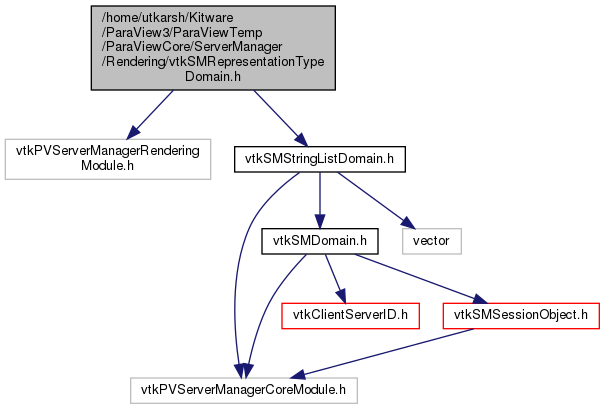 /home/utkarsh/Kitware
/ParaView3/ParaViewTemp
/ParaViewCore/ServerManager
/Rendering/vtkSMRepresentationType
Domain.h
vtkPVServerManagerRendering
Module.h
vtkSMStringListDomain.h
vtkSMDomain.h
vector
vtkClientServerID.h
vtkSMSessionObject.h
vtkPVServerManagerCoreModule.h